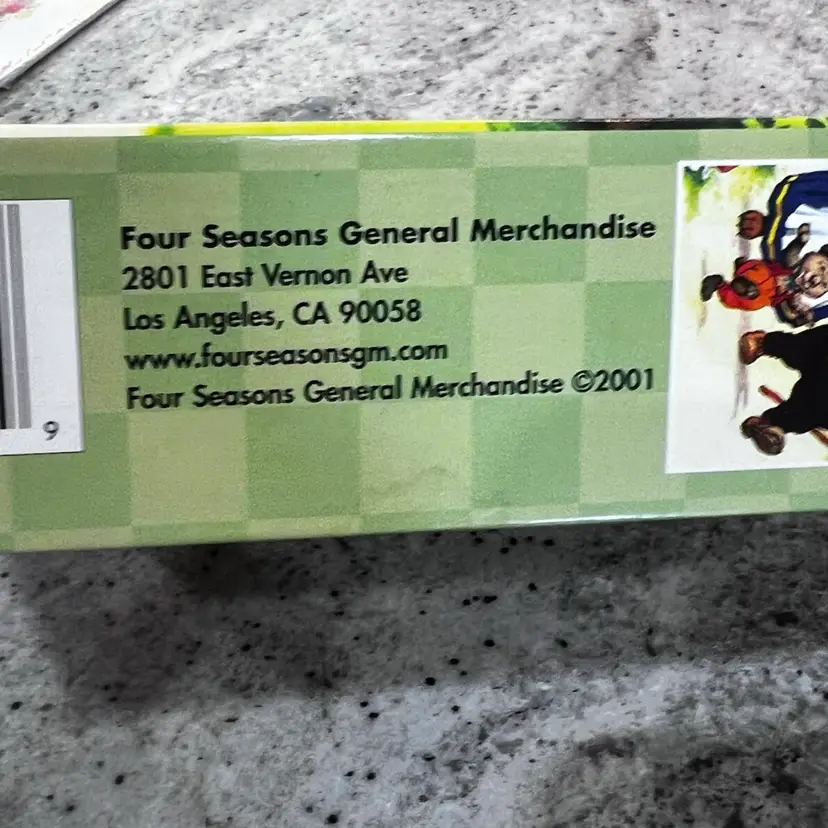 Four Seasons General Merchandise
2801 East Vernon Ave
Los Angeles, CA 90058
www.fourseasonsgm.com
Four Seasons General Merchandise ©2001
9